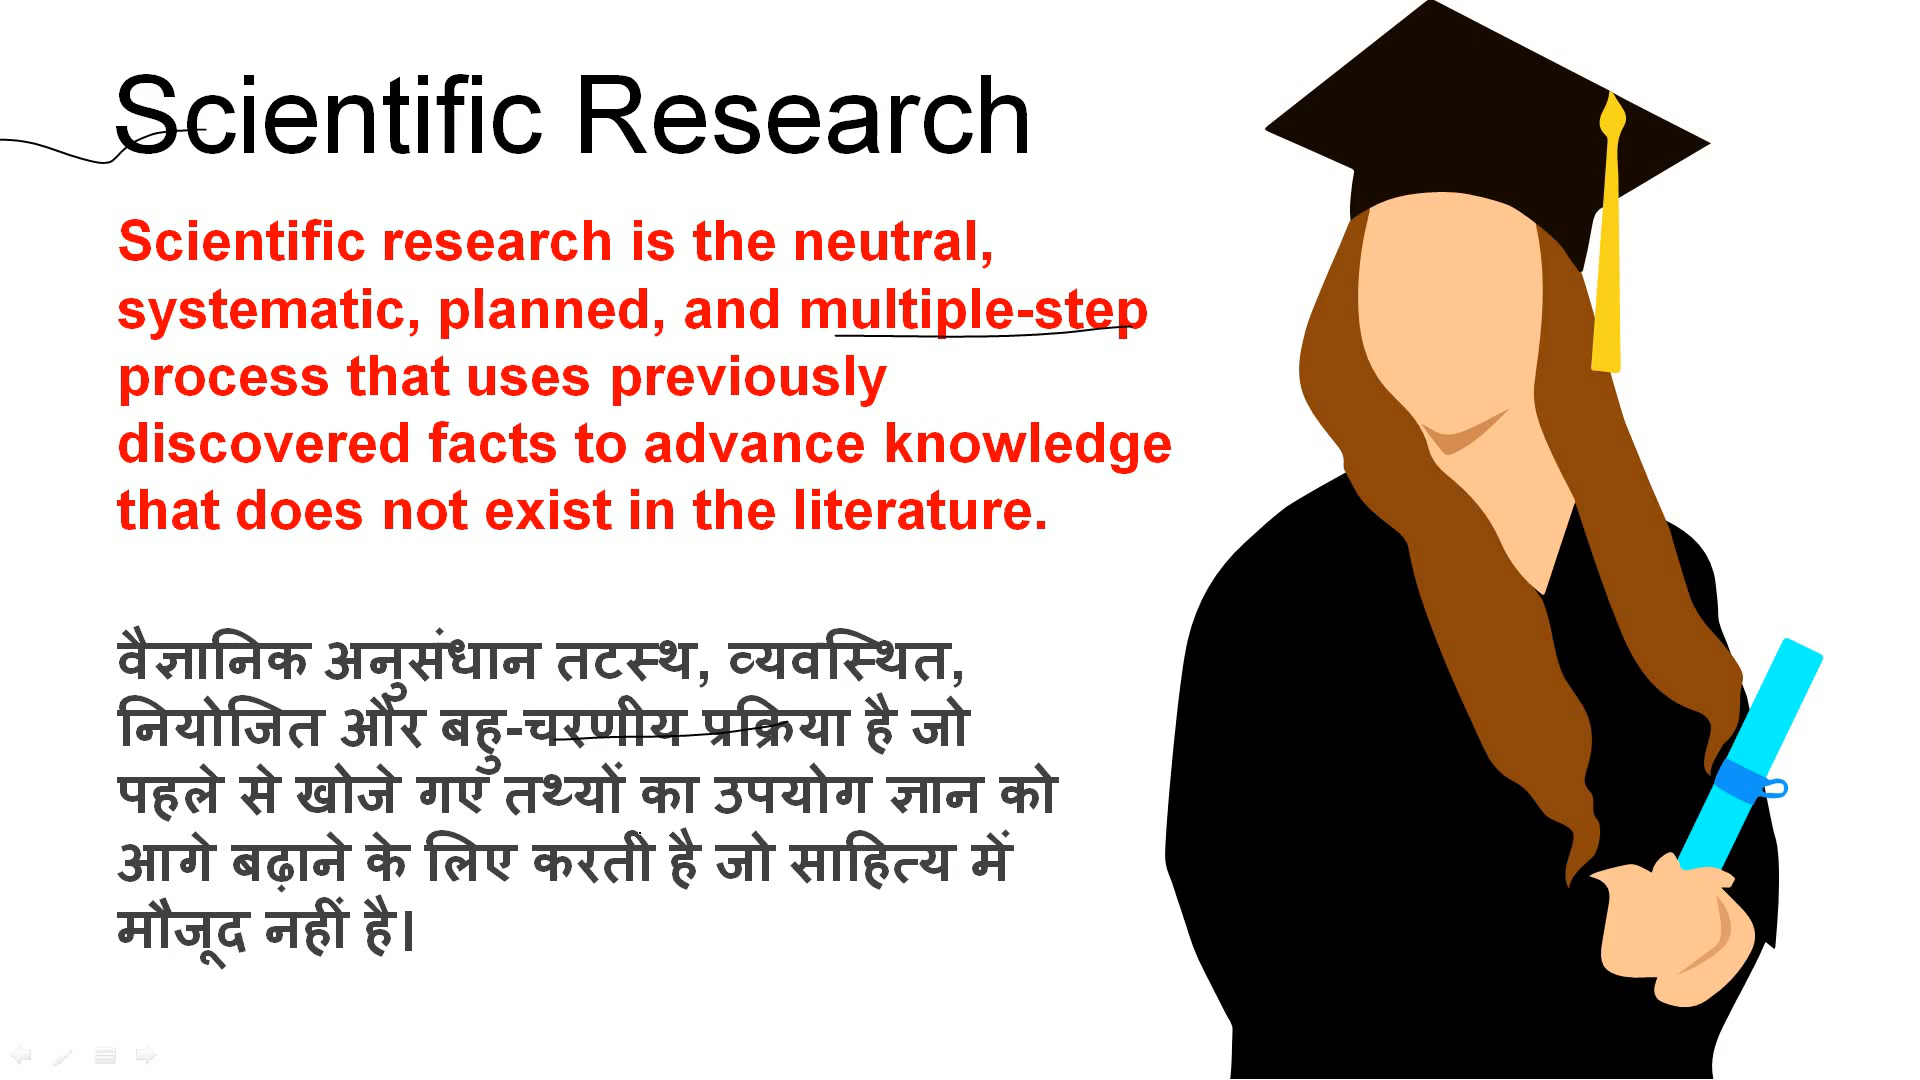 Scientific Research
Scientific research is the neutral,
systematic, planned, and multiple-step
process that uses previously
discovered facts to advance knowledge
that does not exist in the literature.
वैज्ञानिक अनुसंधान तटस्थ, व्यवस्थित,
नियोजित और बहु-चरणीय प्रक्रिया है जो
पहले से खोजे गए तथ्यों का उपयोग ज्ञान को
आगे बढ़ाने के लिए करती है जो साहित्य में
मौजूद नहीं है।